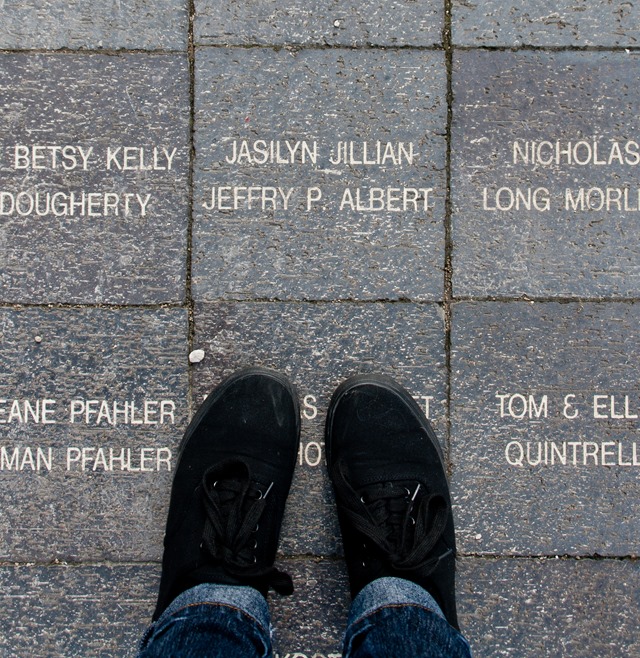 BETSY KELLY
DOUGHERTY
JASILYN JILLIAN
JEFFRY P. ALBERT
NICHOLAS
LONG MORL
EANE PFAHLER
MAN PFAHLER
TOM & ELL
QUINTRELL